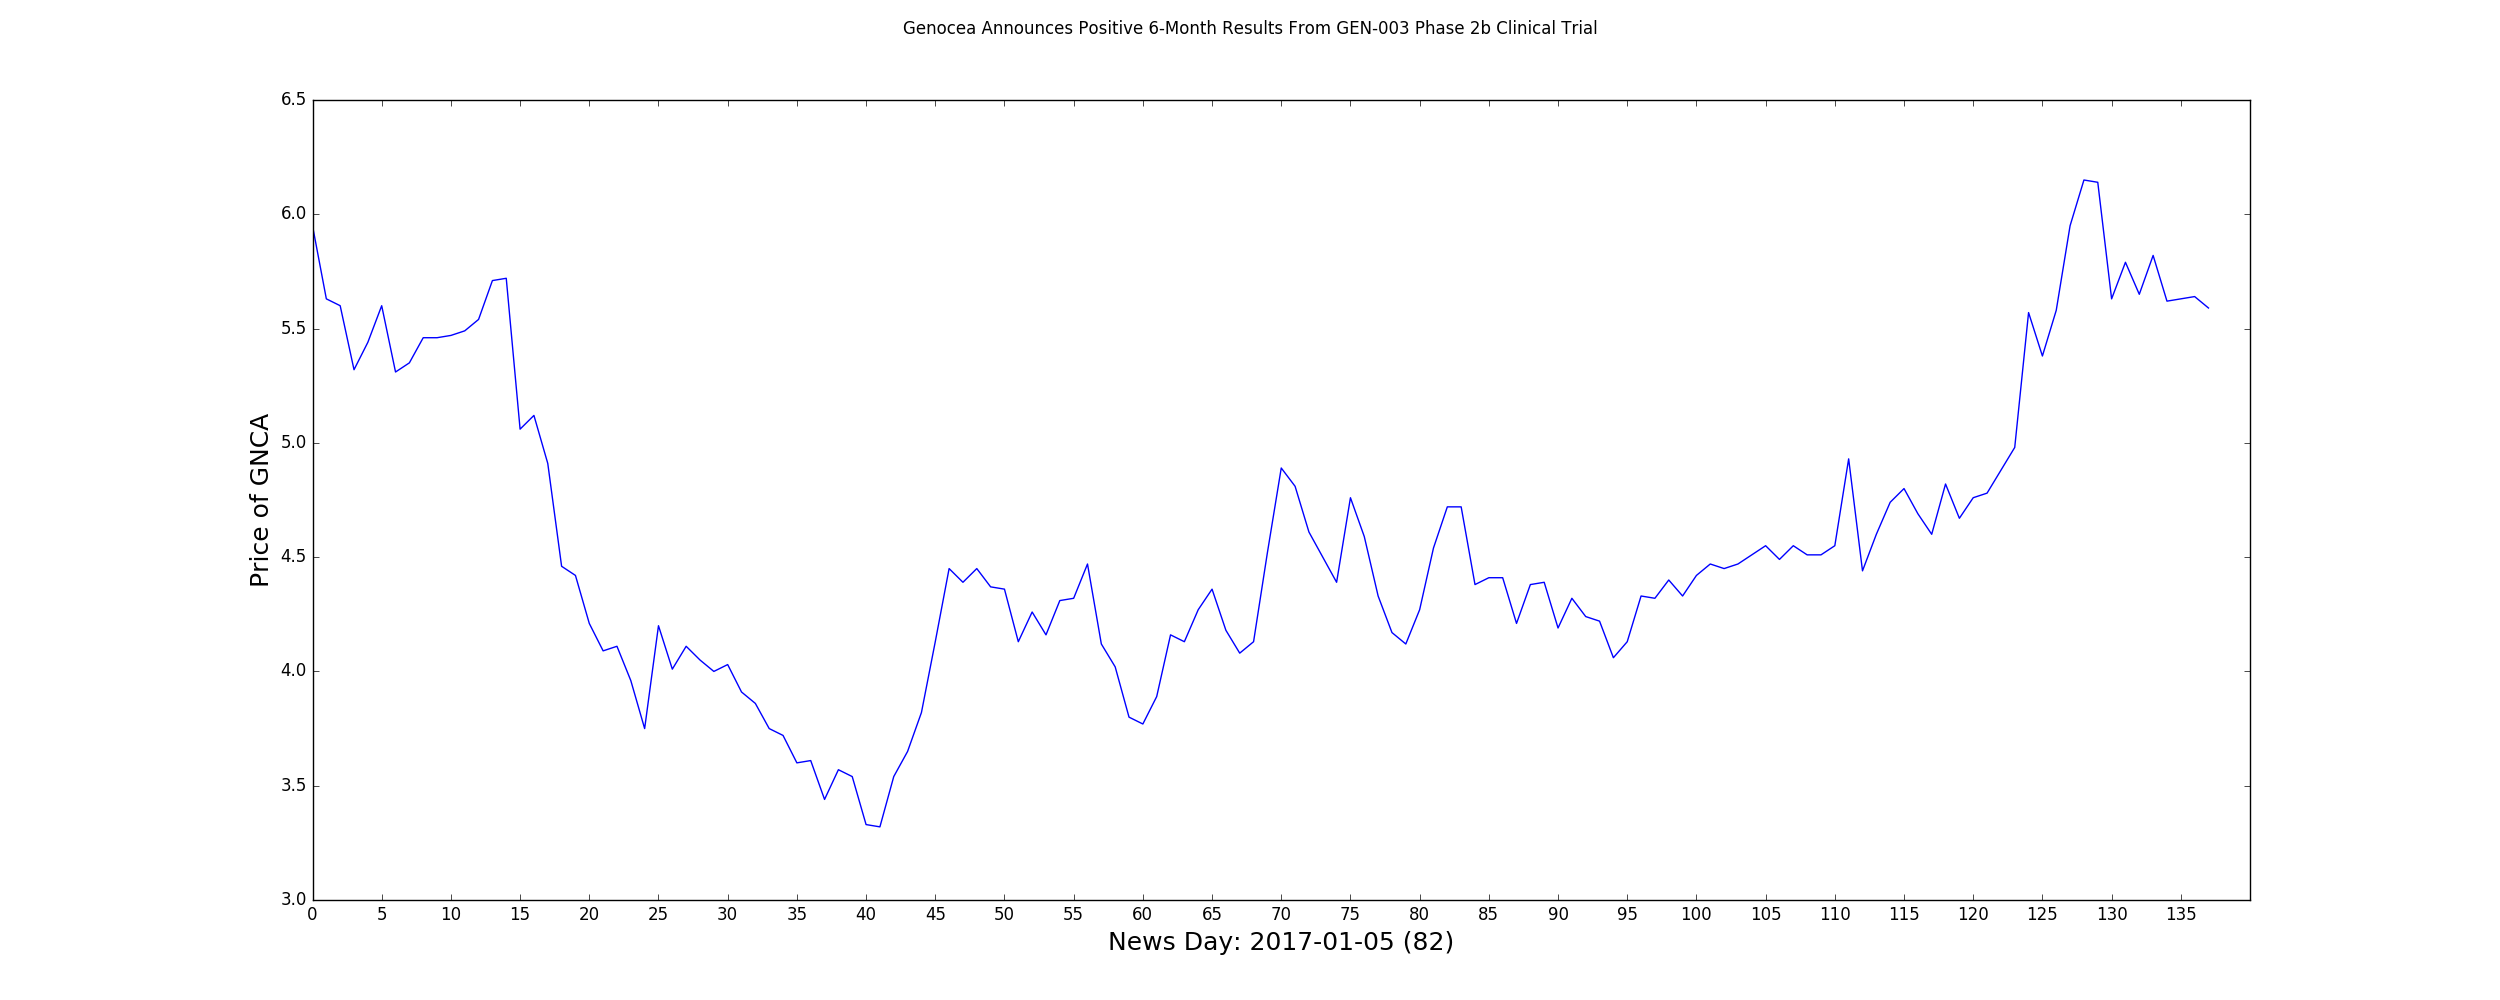 Genocea Announces Positive 6-Month Results From GEN-003 Phase 2b Clinical Trial
6.5
6.0
5.5
5.0
4.5
4.0
3.5
3.0
Price of GNCA
0 5 10 15 20 25 30 35 40 45 50 55 60 65 70 75 80 85 90 95 100 105 110 115 120 125 130 135
News Day: 2017-01-05 (82)